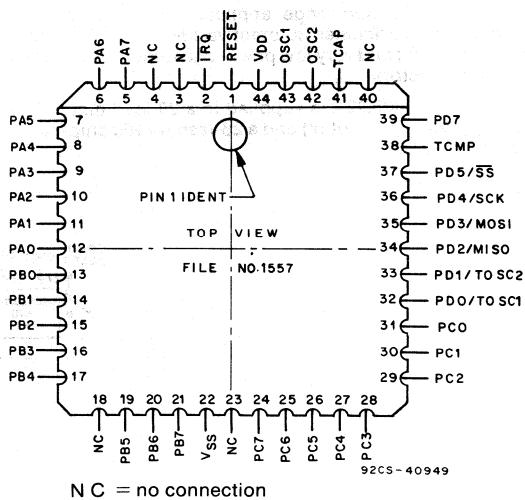 PA6 PA7 NC NC IRQ RESET VDD OSC1 OSC2 TCAP NC
6 5 4 3 2 1 44 43 42 41 40
PA5 7 39 PD7
PA4 8 38 TCMP
PA3 9 37 PD5/SS
PA2 10 36 PD4/SCK
PIN 1 IDENT
PA1 11 35 PD3/MOSI
TOP VIEW
PA0 12 34 PD2/MISO
FILE NO.1557
PB0 13 33 PD1/TOSC2
PB1 14 32 PD0/TOSC1
PB2 15 31 PC0
PB3 16 30 PC1
PB4 17 29 PC2
18 19 20 21 22 23 24 25 26 27 28
NC PB5 PB6 PB7 VSS NC PC7 PC6 PC5 PC4 PC3
92CS-40949
NC = no connection